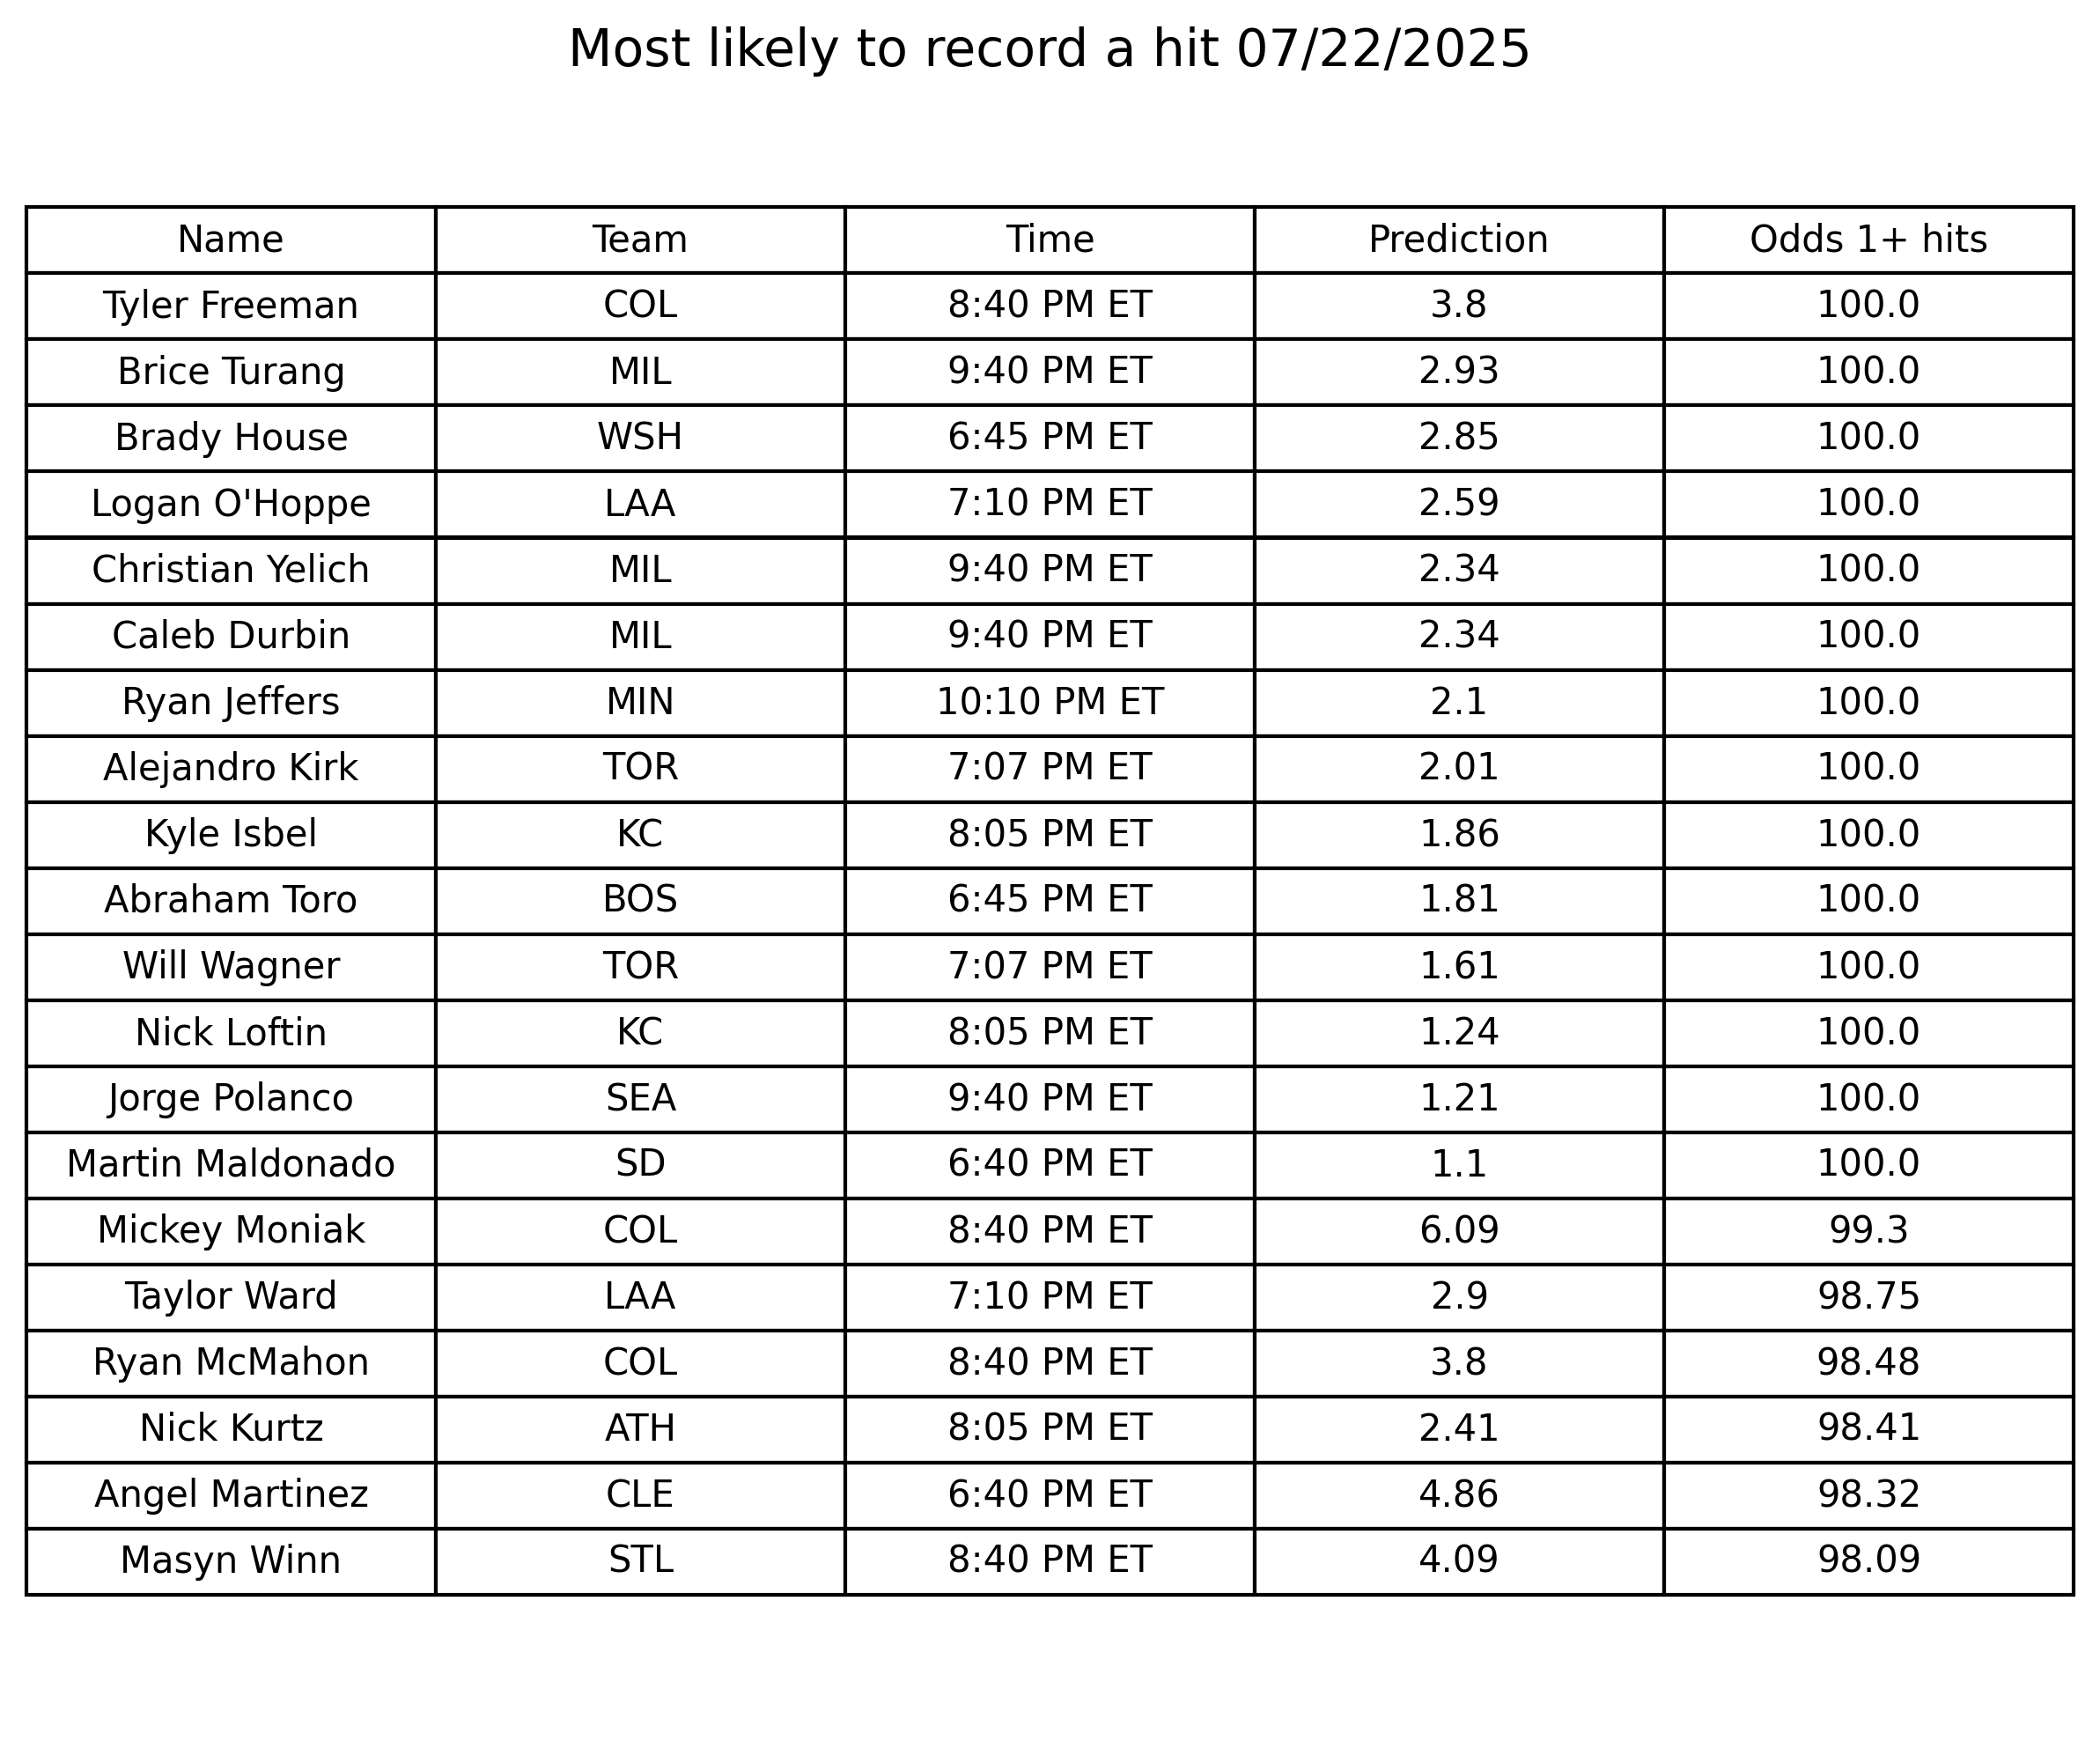 Most likely to record a hit 07/22/2025
Name Team Time Prediction Odds 1+ hits
Tyler Freeman COL 8:40 PM ET 3.8 100.0
Brice Turang MIL 9:40 PM ET 2.93 100.0
Brady House WSH 6:45 PM ET 2.85 100.0
Logan O'Hoppe LAA 7:10 PM ET 2.59 100.0
Christian Yelich MIL 9:40 PM ET 2.34 100.0
Caleb Durbin MIL 9:40 PM ET 2.34 100.0
Ryan Jeffers MIN 10:10 PM ET 2.1 100.0
Alejandro Kirk TOR 7:07 PM ET 2.01 100.0
Kyle Isbel KC 8:05 PM ET 1.86 100.0
Abraham Toro BOS 6:45 PM ET 1.81 100.0
Will Wagner TOR 7:07 PM ET 1.61 100.0
Nick Loftin KC 8:05 PM ET 1.24 100.0
Jorge Polanco SEA 9:40 PM ET 1.21 100.0
Martin Maldonado SD 6:40 PM ET 1.1 100.0
Mickey Moniak COL 8:40 PM ET 6.09 99.3
Taylor Ward LAA 7:10 PM ET 2.9 98.75
Ryan McMahon COL 8:40 PM ET 3.8 98.48
Nick Kurtz ATH 8:05 PM ET 2.41 98.41
Angel Martinez CLE 6:40 PM ET 4.86 98.32
Masyn Winn STL 8:40 PM ET 4.09 98.09